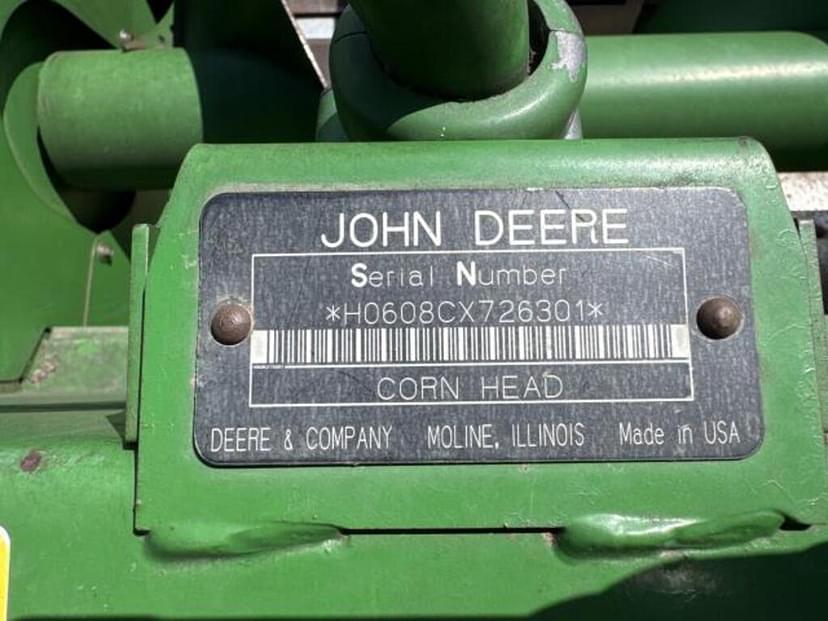 JOHN DEERE
Serial Number
*H0608CX726301*
CORN HEAD
DEERE & COMPANY MOLINE, ILLINOIS Made in USA